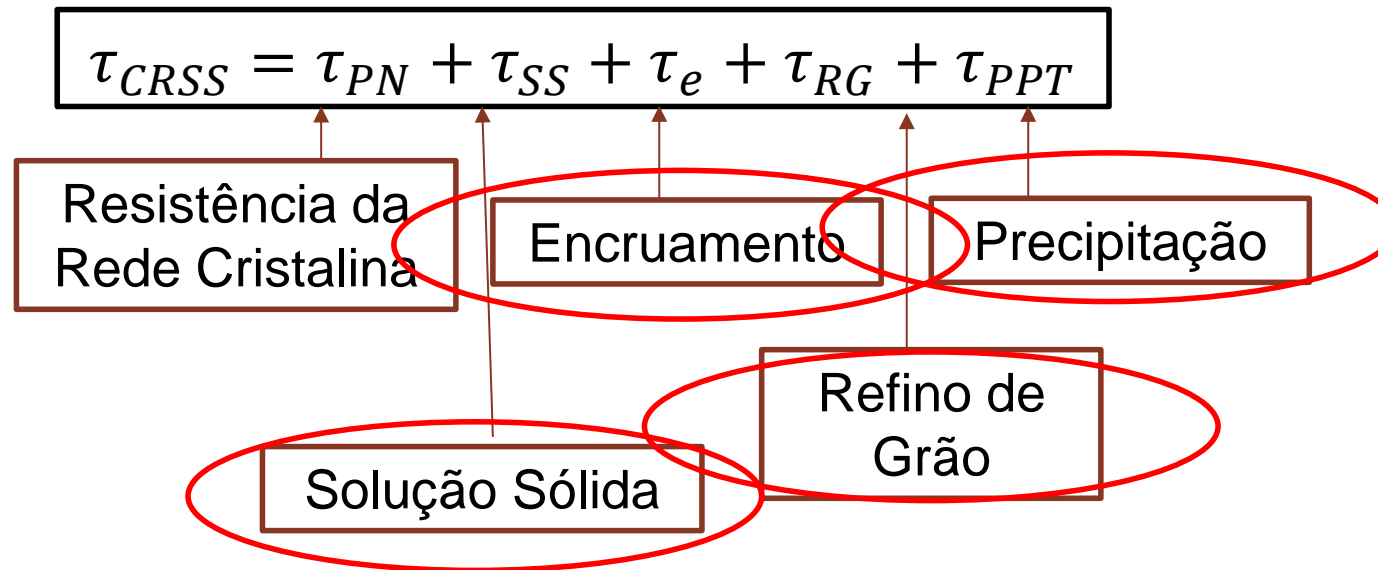 τ_CRSS = τ_PN + τ_SS + τ_e + τ_RG + τ_PPT
Resistência da
Rede Cristalina
Encruamento
Precipitação
Refino de
Grão
Solução Sólida